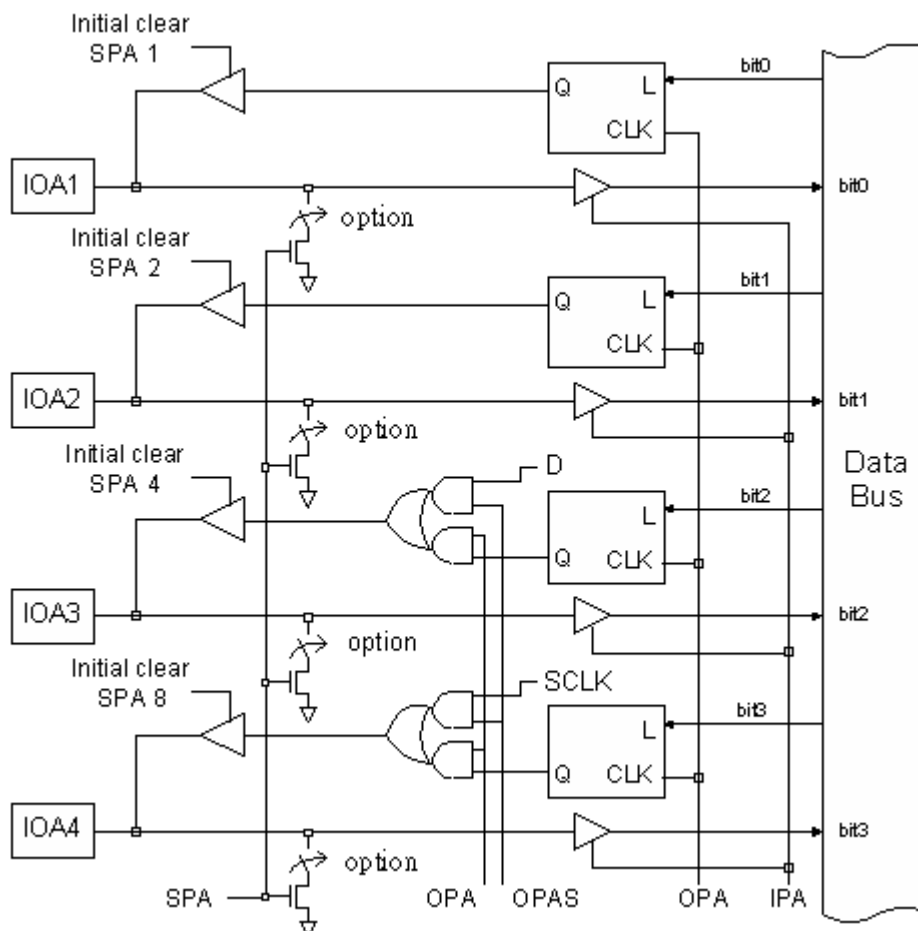 Initial clear
SPA 1
Q
L
CLK
bit0
IOA1
bit0
option
Initial clear
SPA 2
Q
L
CLK
bit1
IOA2
bit1
option
Initial clear
SPA 4
D
Q
L
CLK
bit2
Data
Bus
IOA3
bit2
option
Initial clear
SPA 8
SCLK
Q
L
CLK
bit3
IOA4
bit3
option
SPA
OPA
OPAS
OPA
IPA